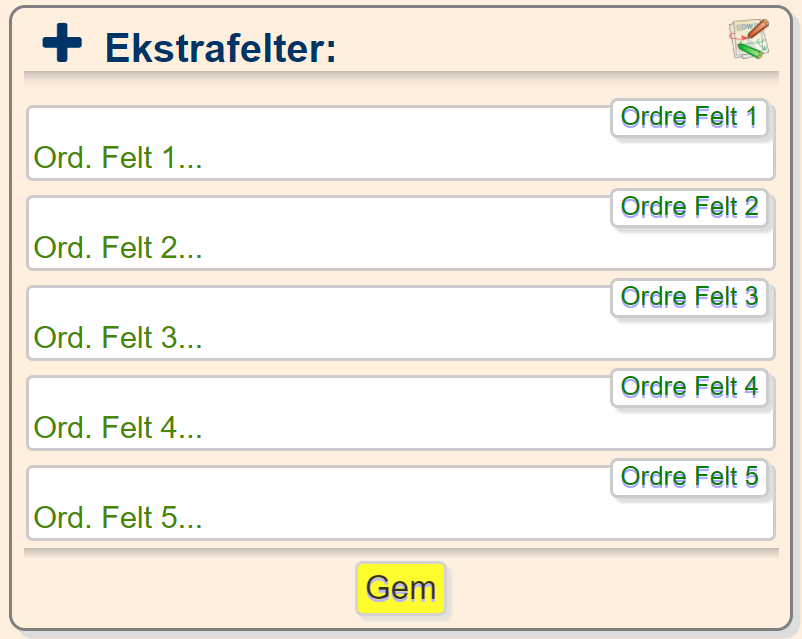 Ekstrafelter:
Ordre Felt 1
Ord. Felt 1...
Ordre Felt 2
Ord. Felt 2...
Ordre Felt 3
Ord. Felt 3...
Ordre Felt 4
Ord. Felt 4...
Ordre Felt 5
Ord. Felt 5...
Gem